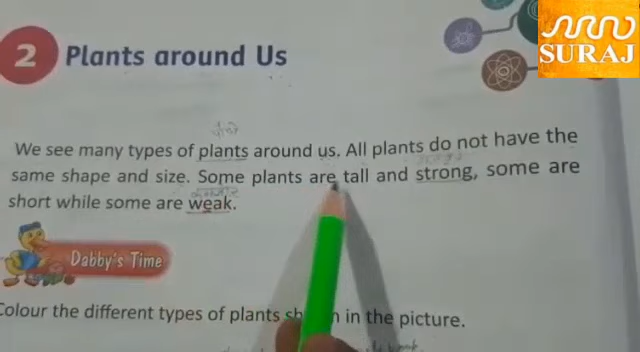 2 Plants around Us
SURAJ
We see many types of plants around us. All plants do not have the
same shape and size. Some plants are tall and strong, some are
short while some are weak.
Dabby's Time
Colour the different types of plants in the picture.